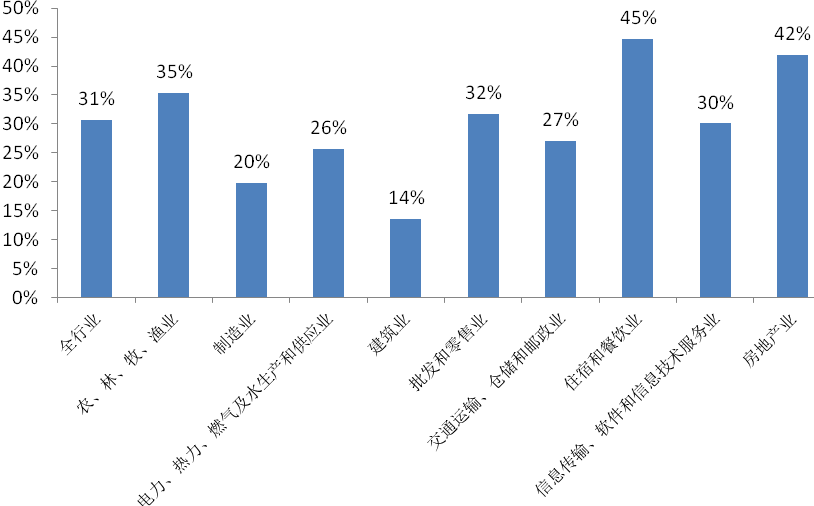 50%
45%
40%
35%
30%
25%
20%
15%
10%
5%
0%
31%
35%
20%
26%
14%
32%
27%
45%
30%
42%
全行业
农、林、牧、渔业
制造业
电力、热力、燃气及水生产和供应业
建筑业
批发和零售业
交通运输、仓储和邮政业
住宿和餐饮业
信息传输、软件和信息技术服务业
房地产业